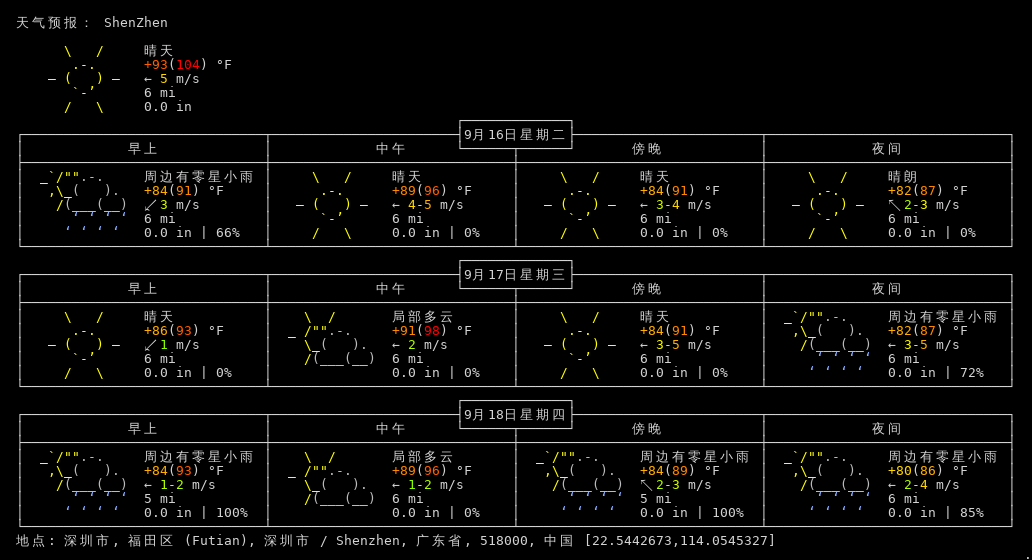 天气预报： ShenZhen
晴天
+93(104) °F
← 5 m/s
6 mi
0.0 in
9月16日星期二
早上 中午 傍晚 夜间
周边有零星小雨 晴天 晴天 晴朗
+84(91) °F +89(96) °F +84(91) °F +82(87) °F
↙ 3 m/s ← 4-5 m/s ← 3-4 m/s ↖ 2-3 m/s
6 mi 6 mi 6 mi 6 mi
0.0 in | 66% 0.0 in | 0% 0.0 in | 0% 0.0 in | 0%
9月17日星期三
早上 中午 傍晚 夜间
晴天 局部多云 晴天 周边有零星小雨
+86(93) °F +91(98) °F +84(91) °F +82(87) °F
↙ 1 m/s ← 2 m/s ← 3-5 m/s ← 3-5 m/s
6 mi 6 mi 6 mi 6 mi
0.0 in | 0% 0.0 in | 0% 0.0 in | 0% 0.0 in | 72%
9月18日星期四
早上 中午 傍晚 夜间
周边有零星小雨 局部多云 周边有零星小雨 周边有零星小雨
+84(93) °F +89(96) °F +84(89) °F +80(86) °F
← 1-2 m/s ← 1-2 m/s ↖ 2-3 m/s ← 2-4 m/s
5 mi 6 mi 5 mi 6 mi
0.0 in | 100% 0.0 in | 0% 0.0 in | 100% 0.0 in | 85%
地点: 深圳市, 福田区 (Futian), 深圳市 / Shenzhen, 广东省, 518000, 中国 [22.5442673,114.0545327]